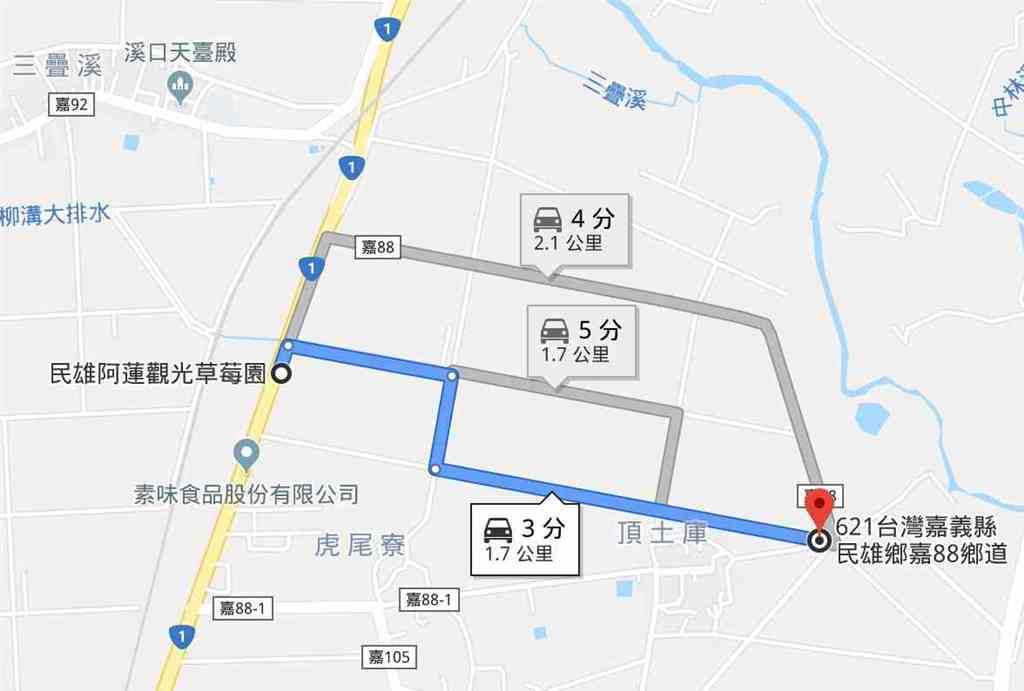 1
溪口天臺殿
三疊溪
嘉92
三疊溪
中林
1
柳溝大排水
4 分
2.1 公里
嘉88
1
5 分
1.7 公里
民雄阿蓮觀光草莓園
素味食品股份有限公司
3 分
1.7 公里
621台灣嘉義縣
民雄鄉嘉88鄉道
頂土庫
虎尾寮
嘉88-1
嘉88-1
1
嘉105